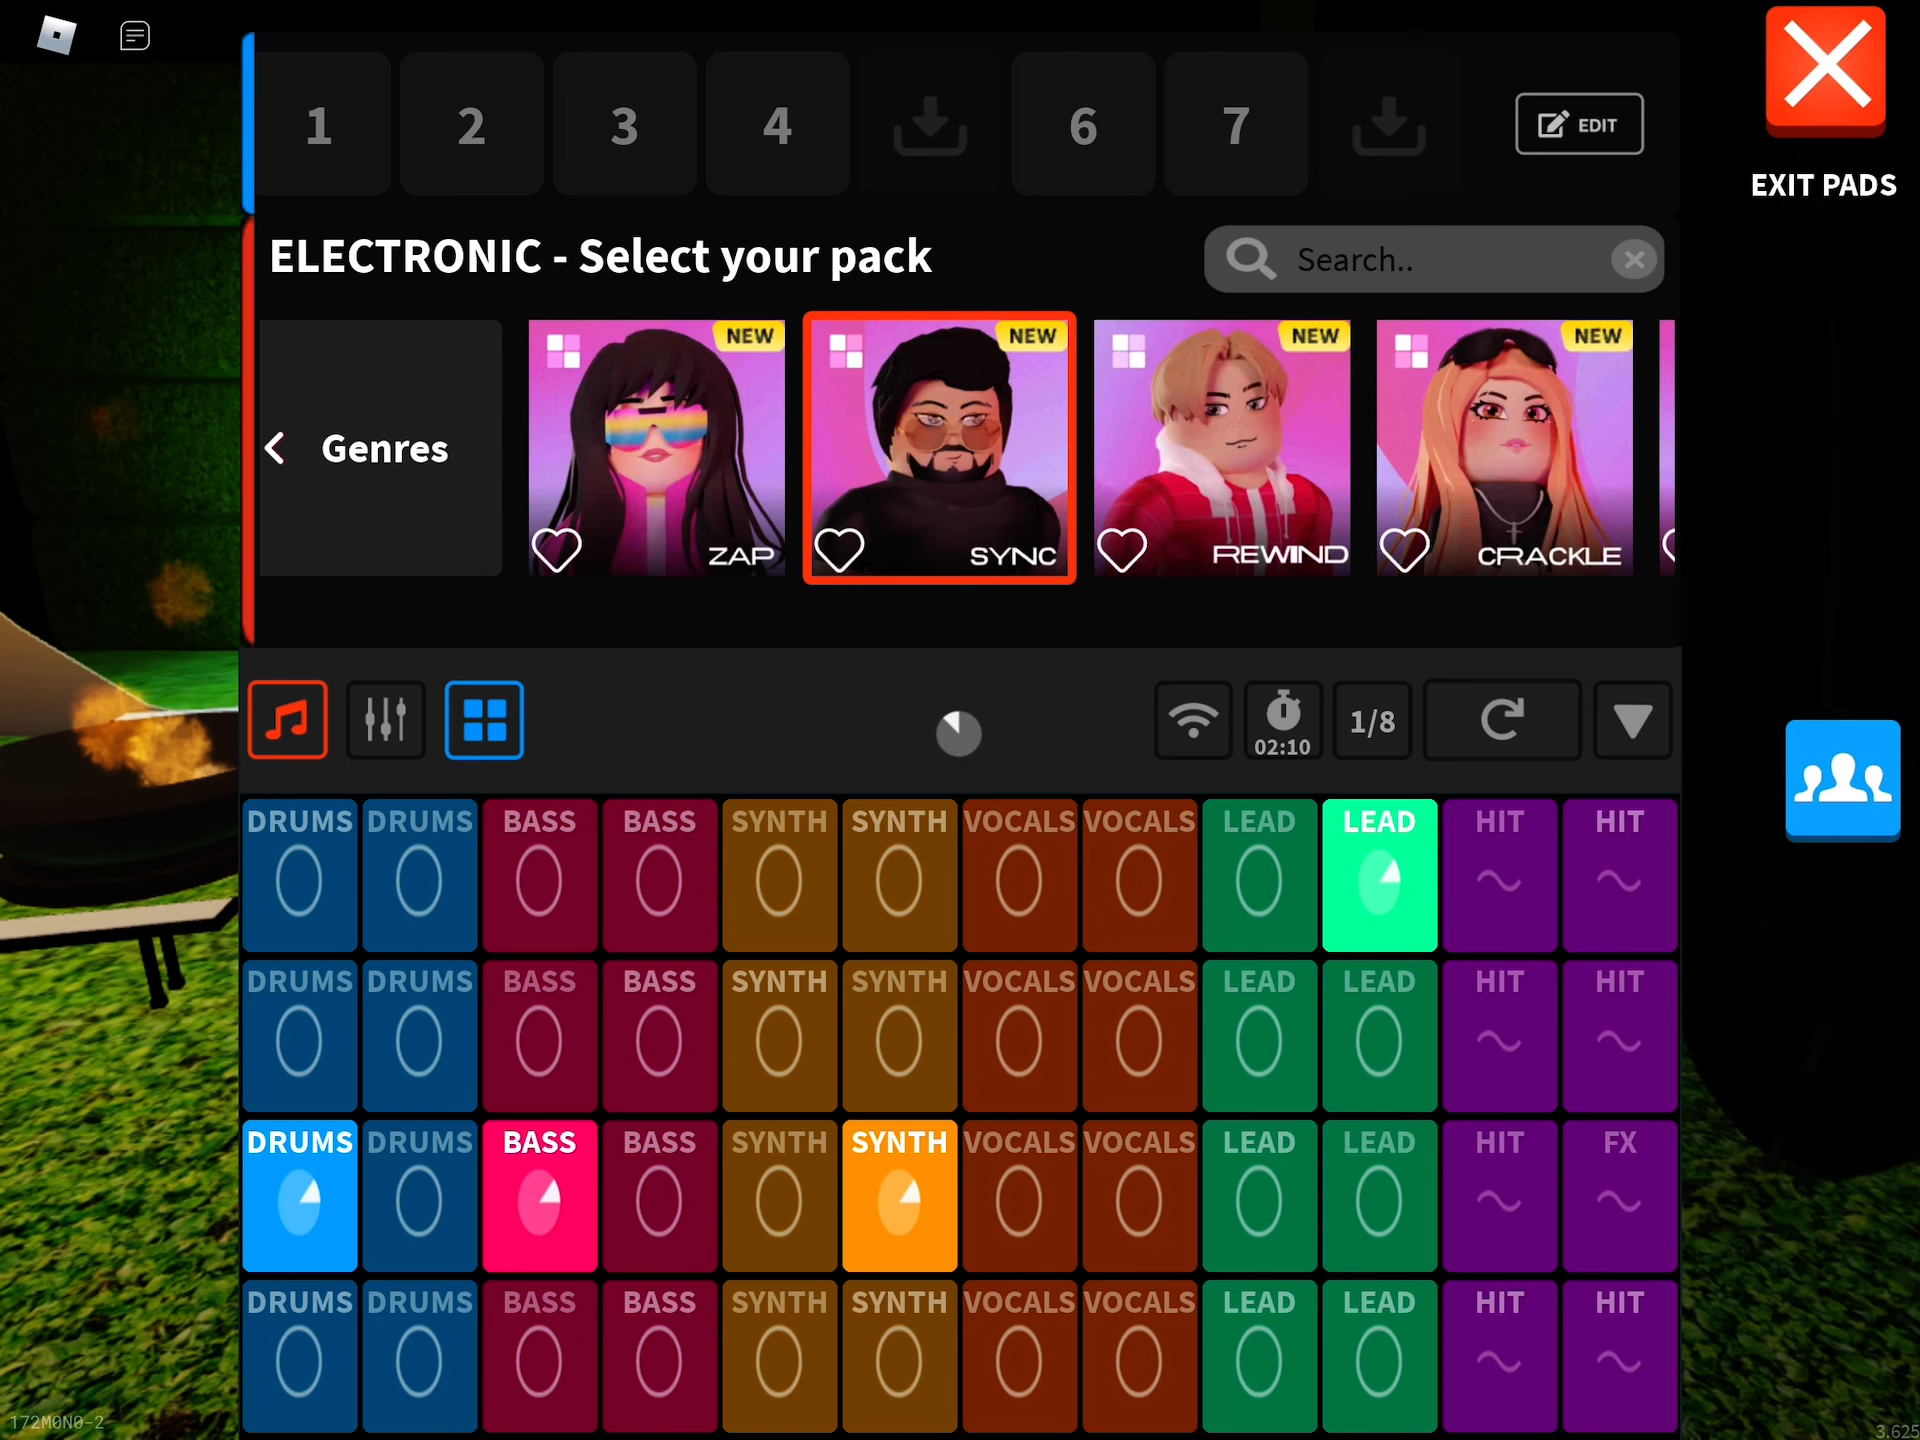 1 2 3 4 6 7 EDIT
EXIT PADS
ELECTRONIC - Select your pack
Search..
Genres
NEW NEW NEW NEW
ZAP SYNC REWIND CRACKLE
02:10 1/8
DRUMS DRUMS BASS BASS SYNTH SYNTH VOCALS VOCALS LEAD LEAD HIT HIT
DRUMS DRUMS BASS BASS SYNTH SYNTH VOCALS VOCALS LEAD LEAD HIT HIT
DRUMS DRUMS BASS BASS SYNTH SYNTH VOCALS VOCALS LEAD LEAD HIT FX
DRUMS DRUMS BASS BASS SYNTH SYNTH VOCALS VOCALS LEAD LEAD HIT HIT
172M0N0-2
3.625